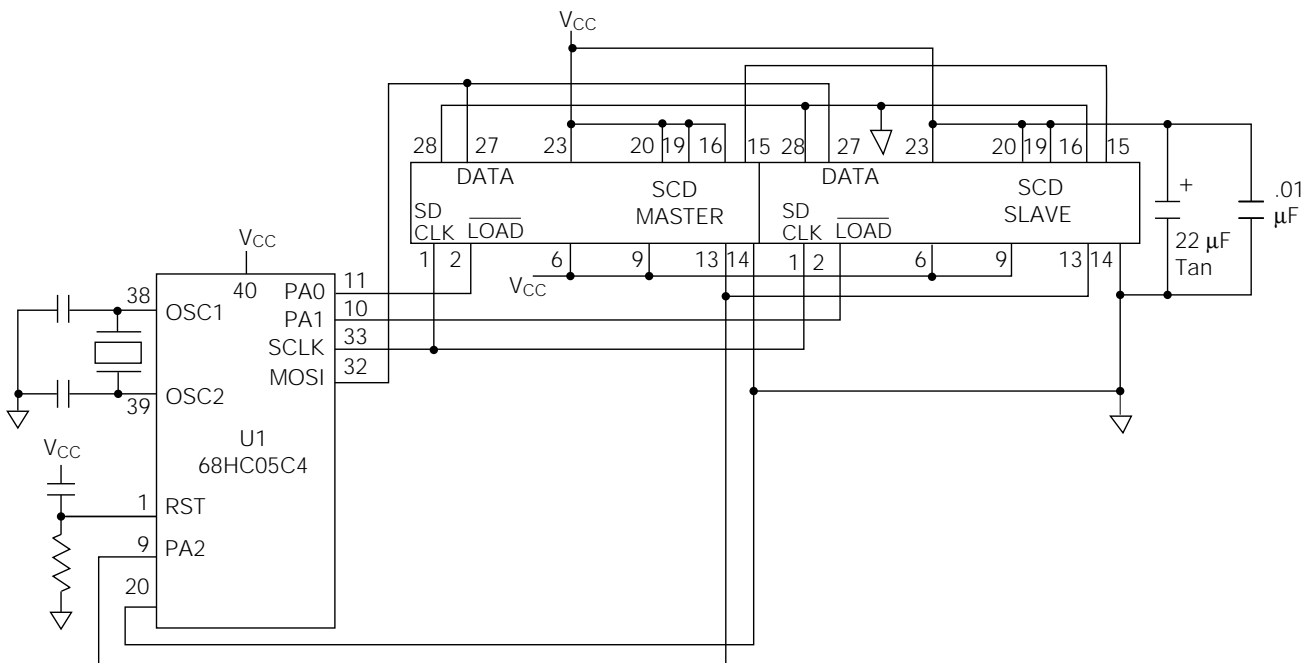 VCC
28 27 23 20 19 16 15 28 27 23 20 19 16 15
DATA SCD MASTER DATA SCD SLAVE
SD CLK LOAD SD CLK LOAD
1 2 6 9 13 14 1 2 6 9 13 14
VCC
+
22 μF
Tan
.01
μF
VCC
40
38 OSC1
39 OSC2
PA0 11
PA1 10
SCLK 33
MOSI 32
U1
68HC05C4
VCC
1 RST
9 PA2
20